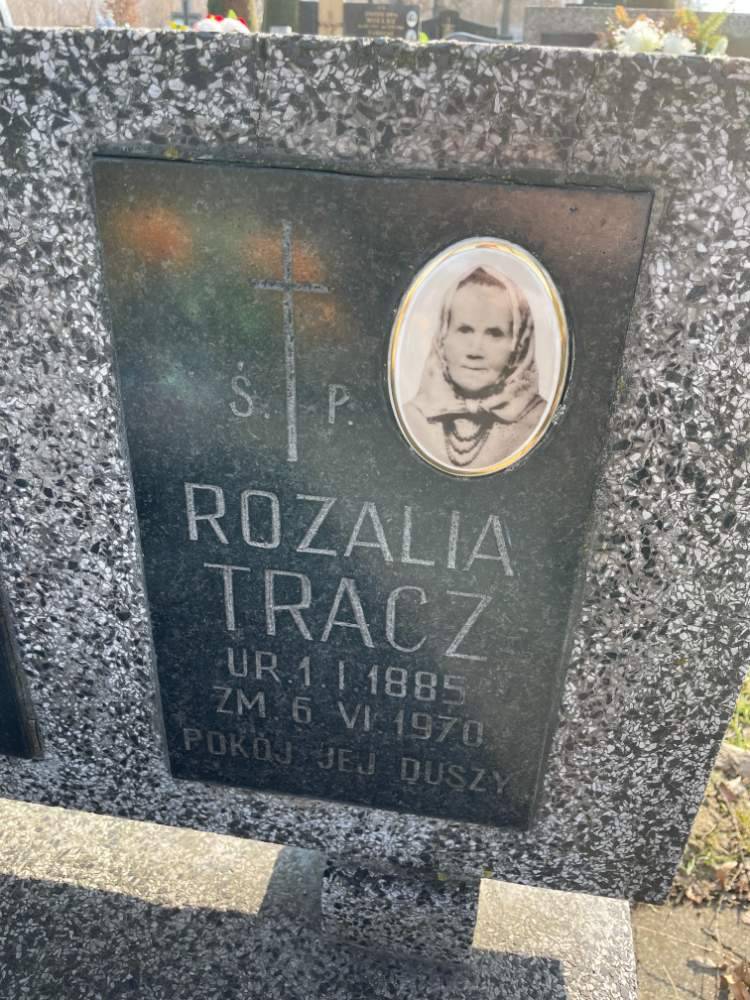 Ś. P.
ROZALIA
TRACZ
UR. 1. I. 1885
ZM. 6 VI 1970
POKÓJ JEJ DUSZY